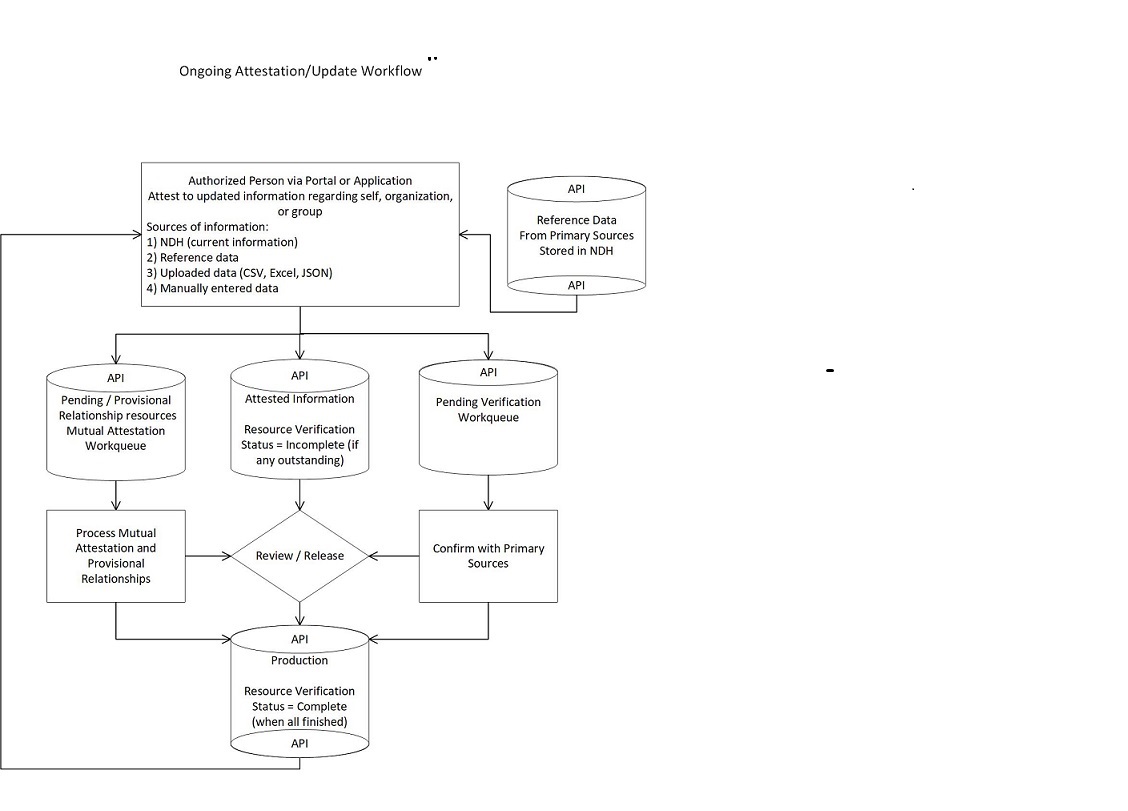 Ongoing Attestation/Update Workflow
Authorized Person via Portal or Application
Attest to updated information regarding self, organization,
or group
Sources of information:
1) NDH (current information)
2) Reference data
3) Uploaded data (CSV, Excel, JSON)
4) Manually entered data
API
Reference Data
From Primary Sources
Stored in NDH
API
API
Pending / Provisional
Relationship resources
Mutual Attestation
Workqueue
API
Attested Information
Resource Verification
Status = Incomplete (if
any outstanding)
API
Pending Verification
Workqueue
Process Mutual
Attestation and
Provisional
Relationships
Review / Release
Confirm with Primary
Sources
API
Production
Resource Verification
Status = Complete
(when all finished)
API